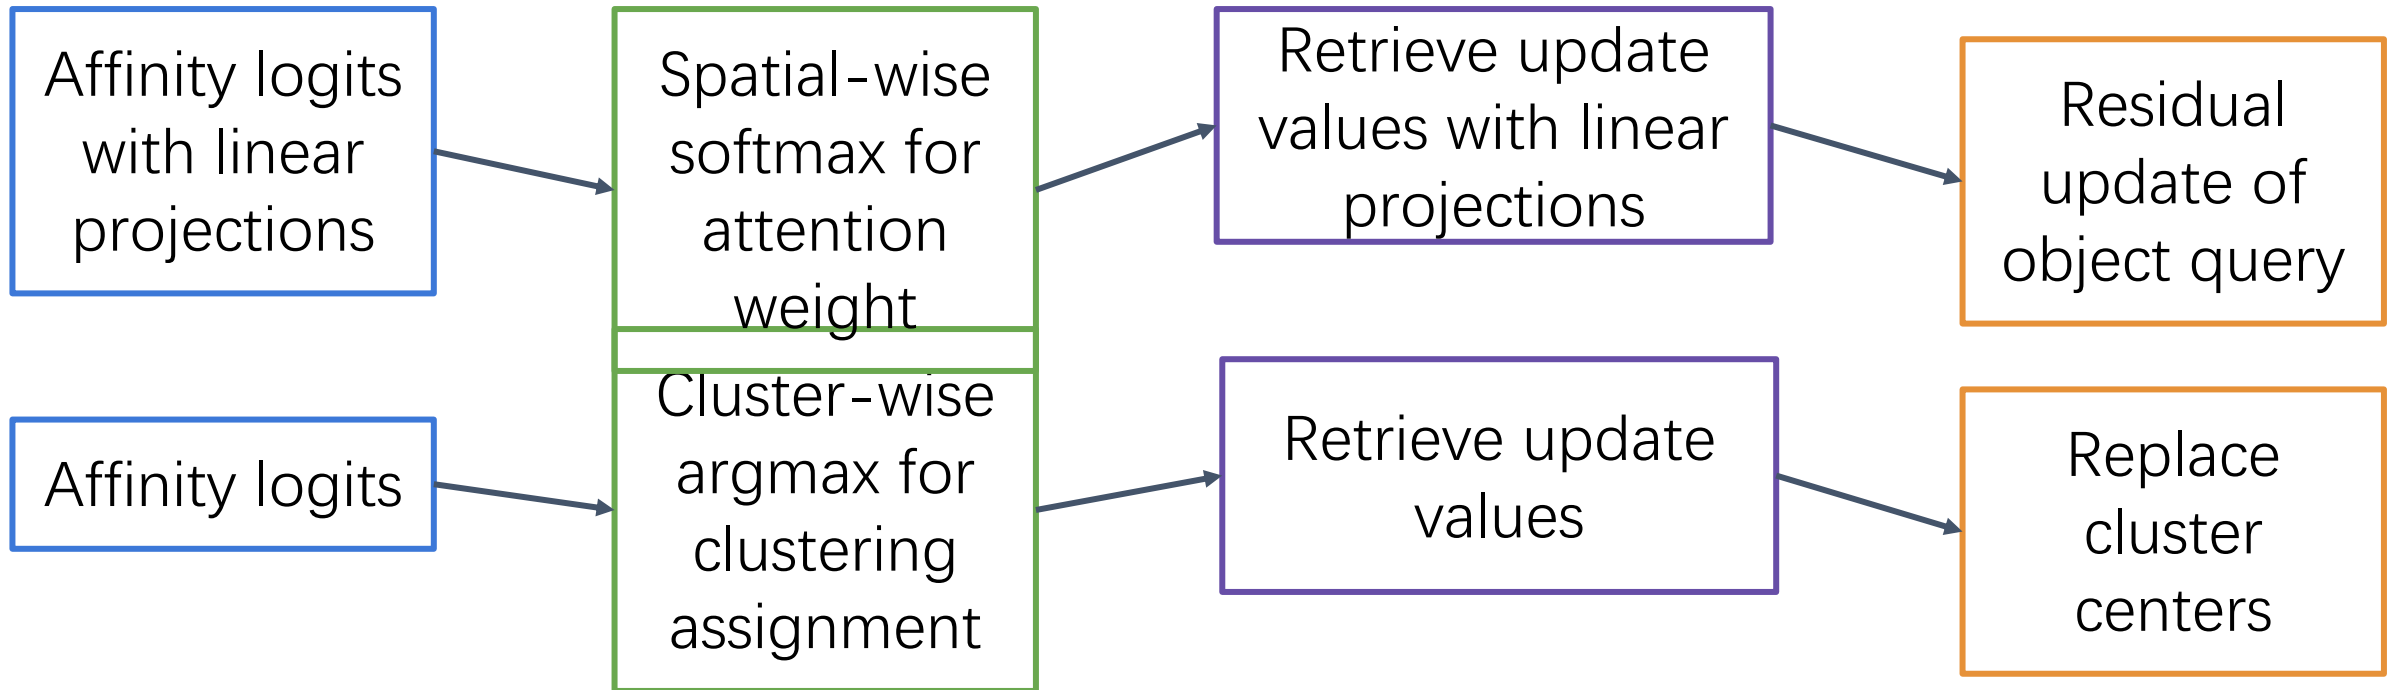 Affinity logits
with linear
projections
Spatial-wise
softmax for
attention
weight
Retrieve update
values with linear
projections
Residual
update of
object query
Affinity logits
Cluster-wise
argmax for
clustering
assignment
Retrieve update
values
Replace
cluster
centers